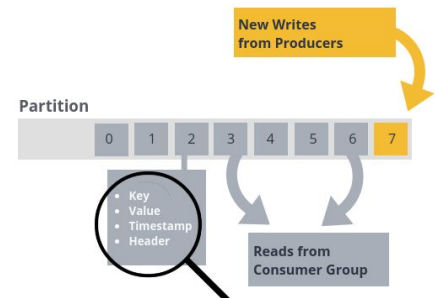 New Writes
from Producers
Partition
0 1 2 3 4 5 6 7
Key
Value
Timestamp
Header
Reads from
Consumer Group